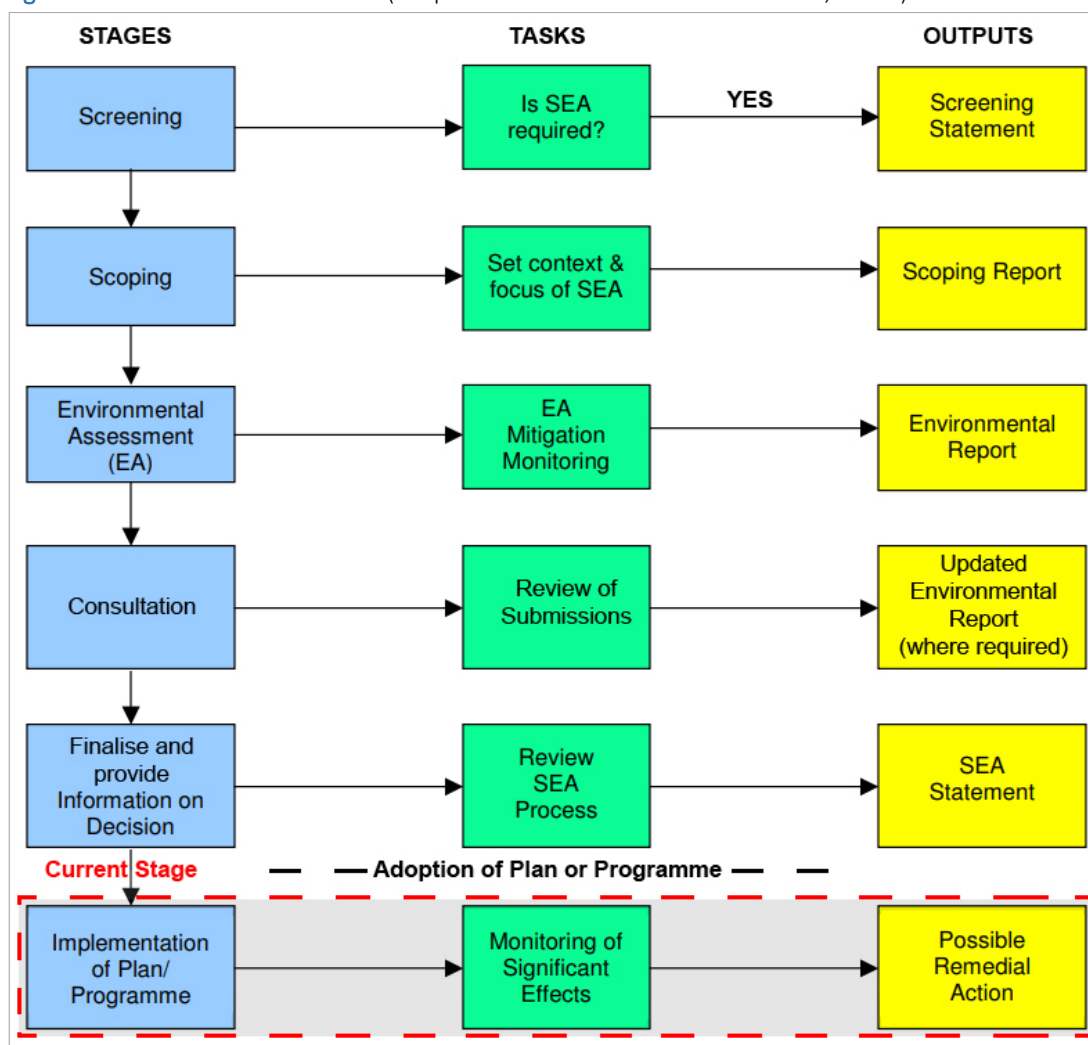 STAGES TASKS OUTPUTS
Screening
Is SEA
required?
YES
Screening
Statement
Scoping
Set context &
focus of SEA
Scoping Report
Environmental
Assessment
(EA)
EA
Mitigation
Monitoring
Environmental
Report
Consultation
Review of
Submissions
Updated
Environmental
Report
(where required)
Finalise and
provide
Information on
Decision
Review
SEA
Process
SEA
Statement
Current Stage
Adoption of Plan or Programme
Implementation
of Plan/
Programme
Monitoring of
Significant
Effects
Possible
Remedial
Action